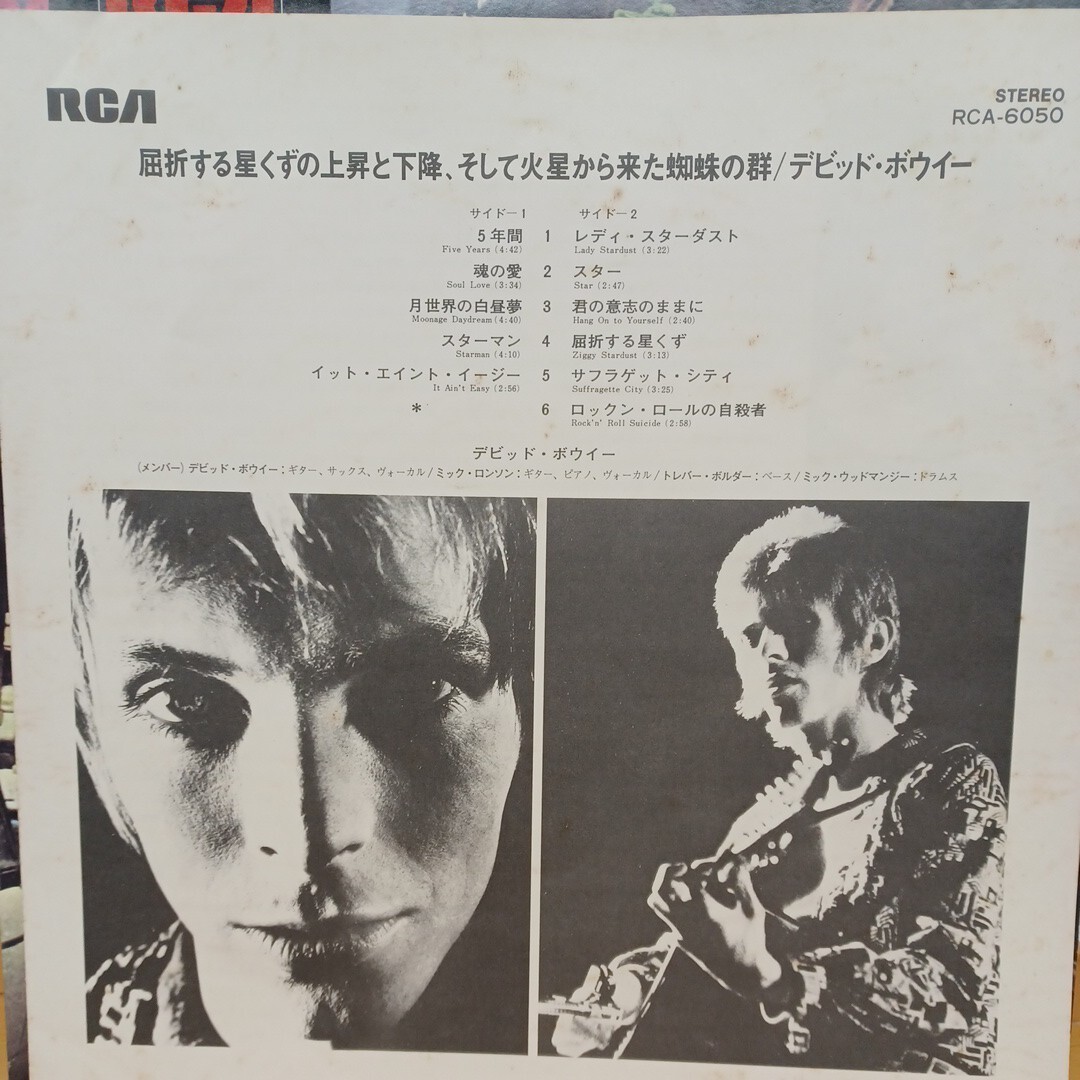 RCA
STEREO
RCA-6050
屈折する星くずの上昇と下降、そして火星から来た蜘蛛の群/デビッド・ボウイー
サイド—1
5年間 1
Five Years (4:42)
魂の愛 2
Soul Love (3:34)
月世界の白昼夢 3
Moonage Daydream (4:40)
スターマン 4
Starman (4:10)
イット・エイント・イージー 5
It Ain't Easy (2:56)
* 6
サイド—2
レディ・スターダスト
Lady Stardust (3:22)
スター
Star (2:47)
君の意志のままに
Hang On to Yourself (2:40)
屈折する星くず
Ziggy Stardust (3:13)
サフラゲット・シティ
Suffragette City (3:25)
ロックン・ロールの自殺者
Rock'n' Roll Suicide (2:58)
デビッド・ボウイー
(メンバー) デビッド・ボウイー:ギター、サックス、ヴォーカル/ミック・ロンソン:ギター、ピアノ、ヴォーカル/トレバー・ボルダー:ベース/ミック・ウッドマンジー:ドラムス